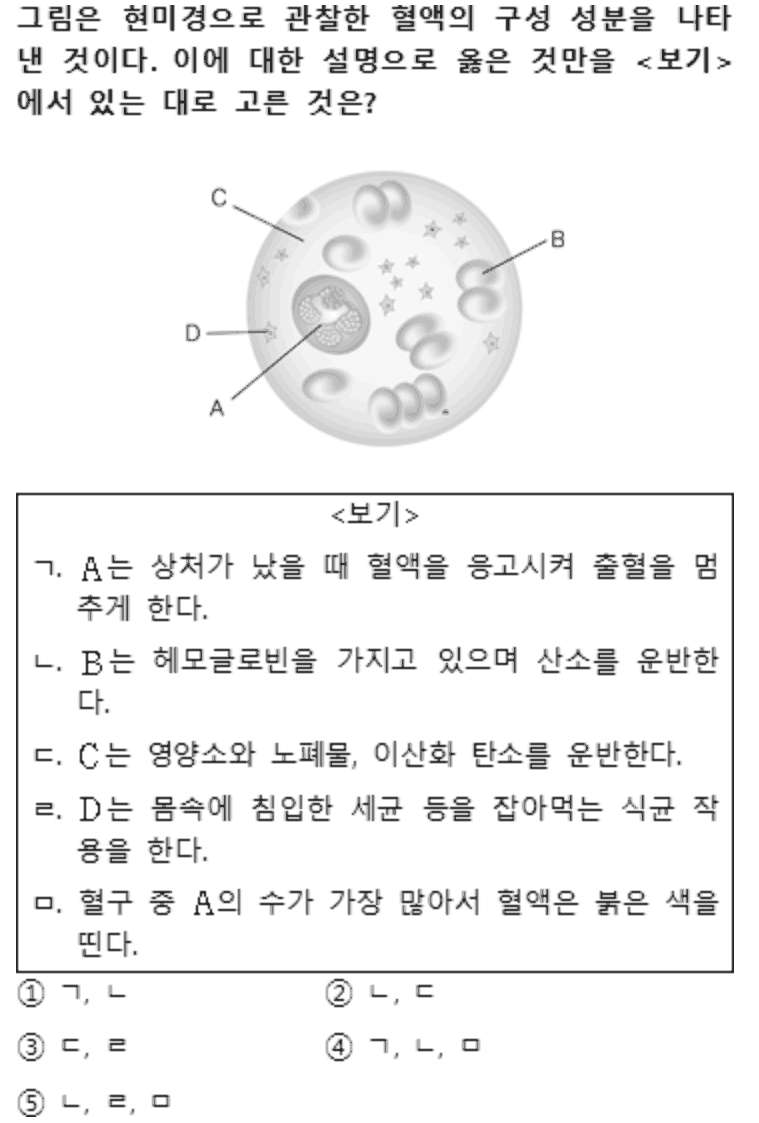 그림은 현미경으로 관찰한 혈액의 구성 성분을 나타
낸 것이다. 이에 대한 설명으로 옳은 것만을 <보기>
에서 있는 대로 고른 것은?
C
B
D
A
<보기>
ㄱ. A는 상처가 났을 때 혈액을 응고시켜 출혈을 멈
추게 한다.
ㄴ. B는 헤모글로빈을 가지고 있으며 산소를 운반한
다.
ㄷ. C는 영양소와 노폐물, 이산화 탄소를 운반한다.
ㄹ. D는 몸속에 침입한 세균 등을 잡아먹는 식균 작
용을 한다.
ㅁ. 혈구 중 A의 수가 가장 많아서 혈액은 붉은 색을
띤다.
① ㄱ, ㄴ ② ㄴ, ㄷ
③ ㄷ, ㄹ ④ ㄱ, ㄴ, ㅁ
⑤ ㄴ, ㄹ, ㅁ